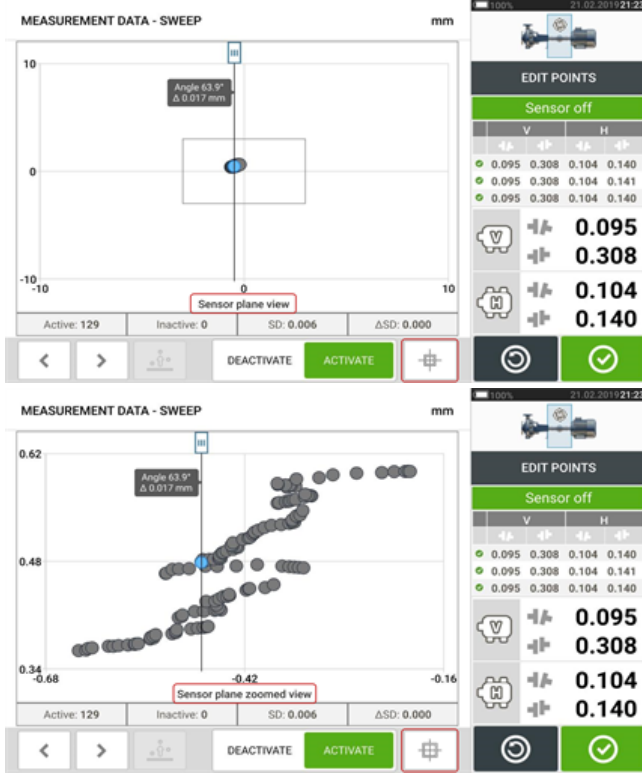 100%
21.02.2019 21:23
MEASUREMENT DATA - SWEEP
mm
10
Angle 63.9°
Δ 0.017 mm
0
-10
-10
0
10
Sensor plane view
Active: 129
Inactive: 0
SD: 0.006
ΔSD: 0.000
DEACTIVATE
ACTIVATE
EDIT POINTS
Sensor off
V H
0.095 0.308 0.104 0.140
0.095 0.308 0.104 0.141
0.095 0.308 0.104 0.140
V
0.095
0.308
H
0.104
0.140
100%
MEASUREMENT DATA - SWEEP
mm
0.62
Angle 63.9°
Δ 0.017 mm
0.48
0.34
-0.68
-0.42
-0.16
Sensor plane zoomed view
Active: 129
Inactive: 0
SD: 0.006
ΔSD: 0.000
DEACTIVATE
ACTIVATE
EDIT POINTS
Sensor off
V H
0.095 0.308 0.104 0.140
0.095 0.308 0.104 0.141
0.095 0.308 0.104 0.140
V
0.095
0.308
H
0.104
0.140